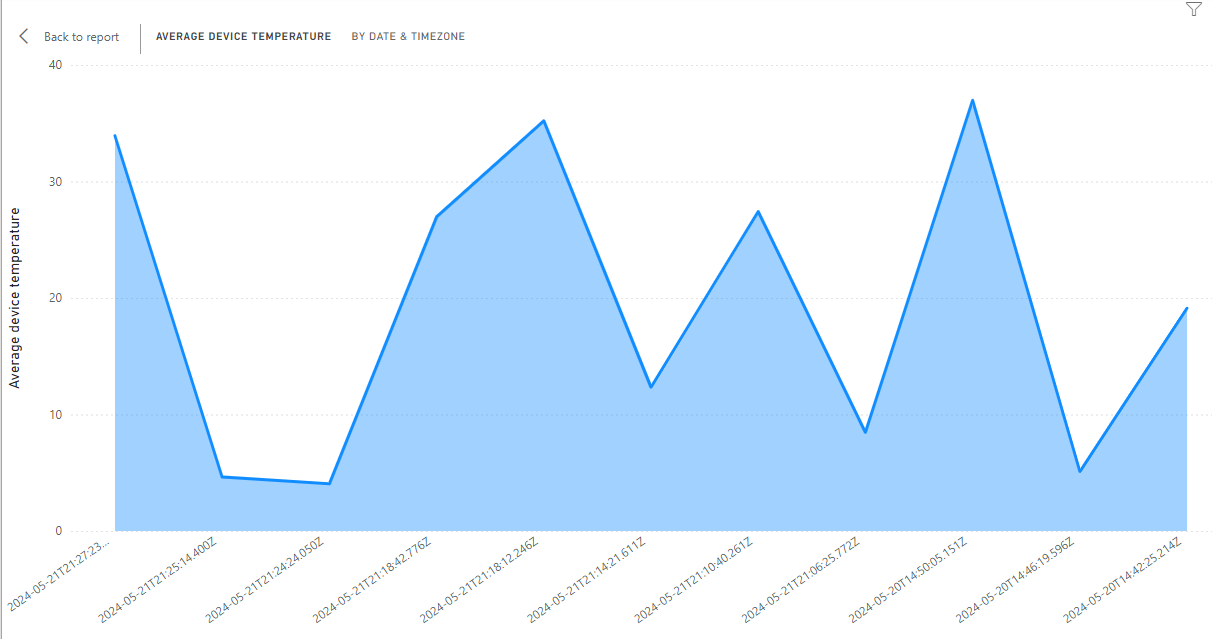 Back to report
AVERAGE DEVICE TEMPERATURE BY DATE & TIMEZONE
Average device temperature
40
30
20
10
0
2024-05-21T21:27:23...
2024-05-21T21:25:14.400Z
2024-05-21T21:24:24.050Z
2024-05-21T21:18:42.776Z
2024-05-21T21:18:12.246Z
2024-05-21T21:14:21.611Z
2024-05-21T21:10:40.261Z
2024-05-21T21:06:25.772Z
2024-05-20T14:50:05.151Z
2024-05-20T14:46:19.596Z
2024-05-20T14:42:25.214Z